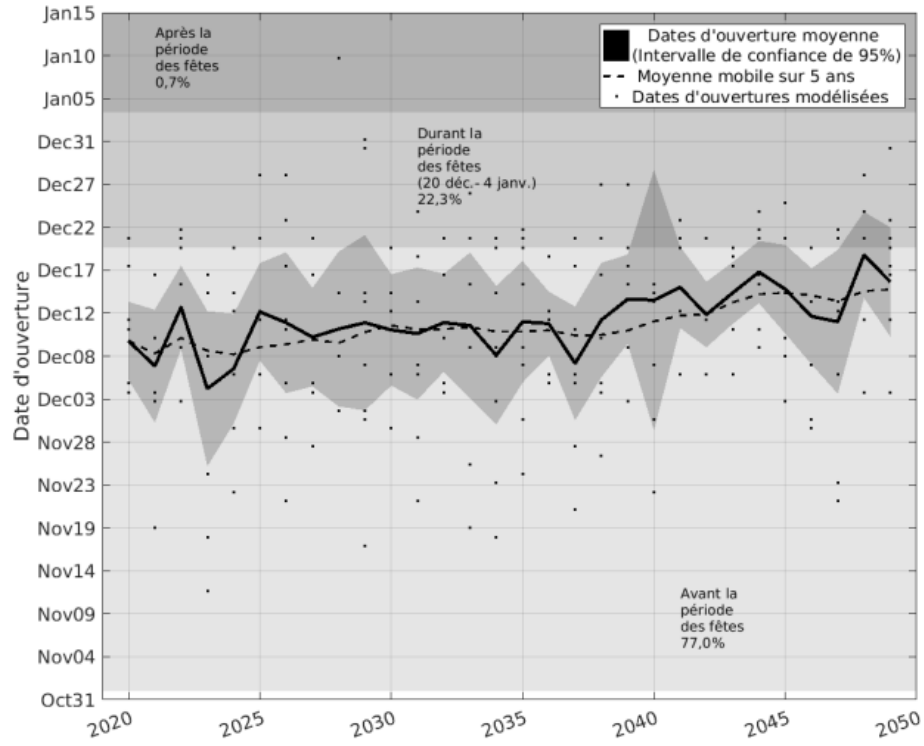 Jan15
Jan10
Jan05
Dec31
Dec27
Dec22
Dec17
Dec12
Dec08
Dec03
Nov28
Nov23
Nov19
Nov14
Nov09
Nov04
Oct31
Date d'ouverture
Après la
période
des fêtes
0,7%
Dates d'ouverture moyenne
(Intervalle de confiance de 95%)
Moyenne mobile sur 5 ans
Dates d'ouvertures modélisées
Durant la
période
des fêtes
(20 déc.- 4 janv.)
22,3%
Avant la
période
des fêtes
77,0%
2020
2025
2030
2035
2040
2045
2050